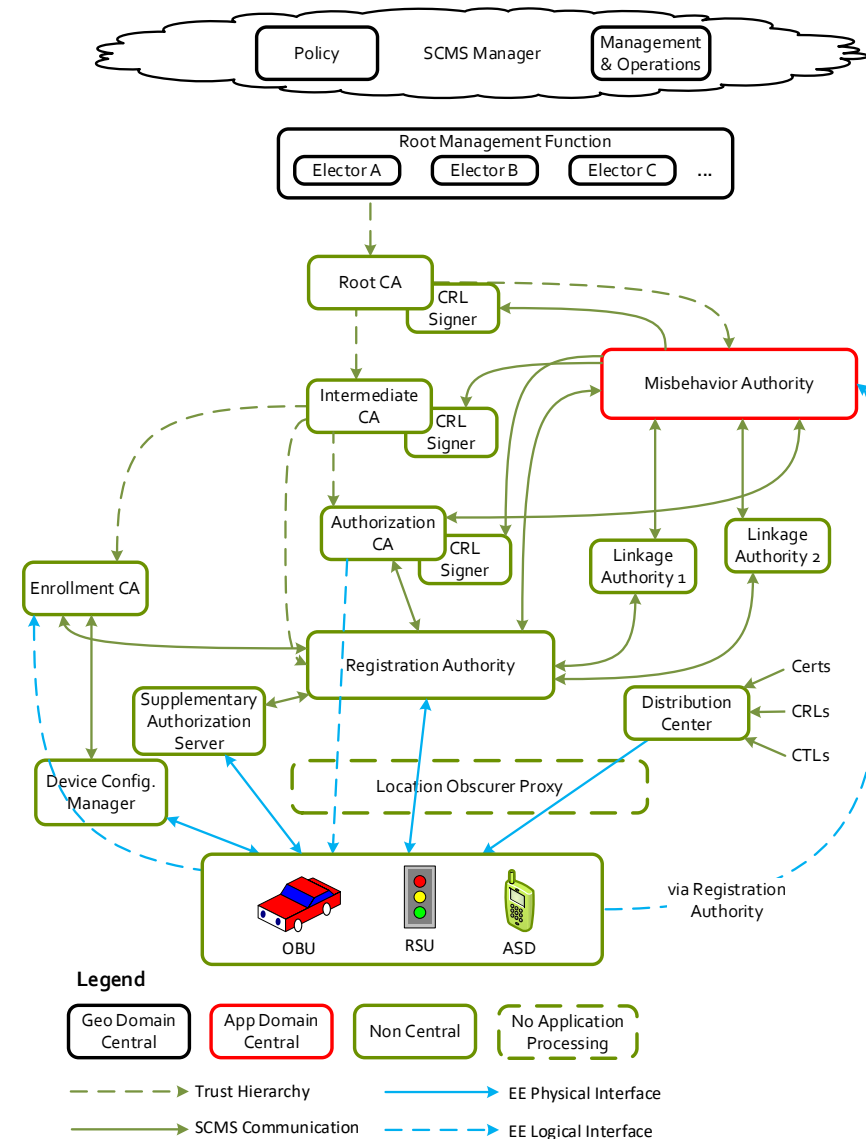 Policy
SCMS Manager
Management
& Operations
Root Management Function
Elector A
Elector B
Elector C
...
Root CA
CRL
Signer
Misbehavior Authority
Intermediate
CA
CRL
Signer
Authorization
CA
CRL
Signer
Linkage
Authority 1
Linkage
Authority 2
Enrollment CA
Registration Authority
Supplementary
Authorization
Server
Distribution
Center
Certs
CRLs
CTLs
Device Config.
Manager
Location Obscurer Proxy
OBU
RSU
ASD
via Registration
Authority
Legend
Geo Domain
Central
App Domain
Central
Non Central
No Application
Processing
Trust Hierarchy
EE Physical Interface
SCMS Communication
EE Logical Interface